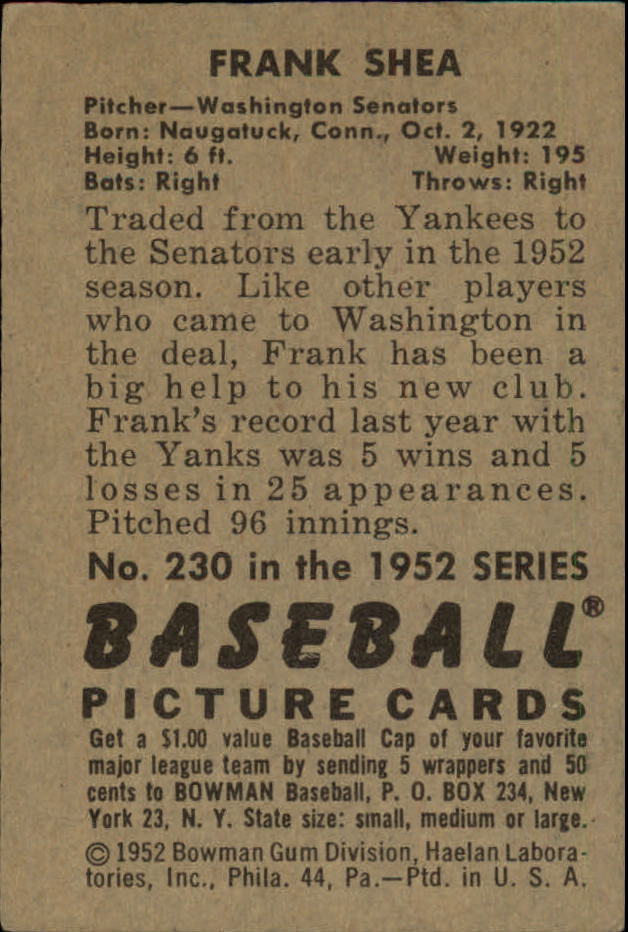 FRANK SHEA
Pitcher—Washington Senators
Born: Naugatuck, Conn., Oct. 2, 1922
Height: 6 ft. Weight: 195
Bats: Right Throws: Right
Traded from the Yankees to
the Senators early in the 1952
season. Like other players
who came to Washington in
the deal, Frank has been a
big help to his new club.
Frank's record last year with
the Yanks was 5 wins and 5
losses in 25 appearances.
Pitched 96 innings.
No. 230 in the 1952 SERIES
BASEBALL®
PICTURE CARDS
Get a $1.00 value Baseball Cap of your favorite
major league team by sending 5 wrappers and 50
cents to BOWMAN Baseball, P. O. BOX 234, New
York 23, N. Y. State size: small, medium or large.
© 1952 Bowman Gum Division, Haelan Labora-
tories, Inc., Phila. 44, Pa.—Ptd. in U. S. A.